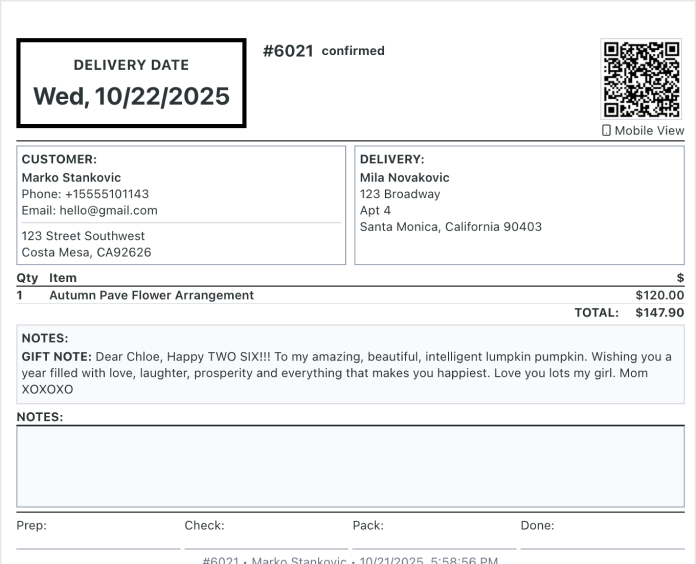 DELIVERY DATE
Wed, 10/22/2025
#6021 confirmed
Mobile View
CUSTOMER:
Marko Stankovic
Phone: +15555101143
Email: hello@gmail.com
123 Street Southwest
Costa Mesa, CA92626
DELIVERY:
Mila Novakovic
123 Broadway
Apt 4
Santa Monica, California 90403
Qty Item $
1 Autumn Pave Flower Arrangement $120.00
TOTAL: $147.90
NOTES:
GIFT NOTE: Dear Chloe, Happy TWO SIX!!! To my amazing, beautiful, intelligent lumpkin pumpkin. Wishing you a
year filled with love, laughter, prosperity and everything that makes you happiest. Love you lots my girl. Mom
XOXOXO
NOTES:
Prep: Check: Pack: Done:
#6021 • Marko Stankovic • 10/21/2025, 5:58:56 PM